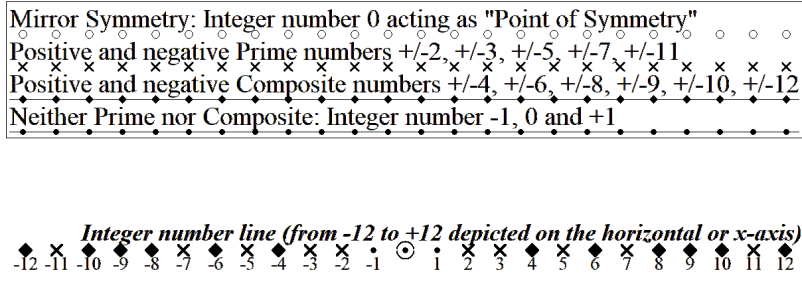 Mirror Symmetry: Integer number 0 acting as "Point of Symmetry"
Positive and negative Prime numbers +/-2, +/-3, +/-5, +/-7, +/-11
Positive and negative Composite numbers +/-4, +/-6, +/-8, +/-9, +/-10, +/-12
Neither Prime nor Composite: Integer number -1, 0 and +1
Integer number line (from -12 to +12 depicted on the horizontal or x-axis)
-12 -11 -10 -9 -8 -7 -6 -5 -4 -3 -2 -1 1 2 3 4 5 6 7 8 9 10 11 12